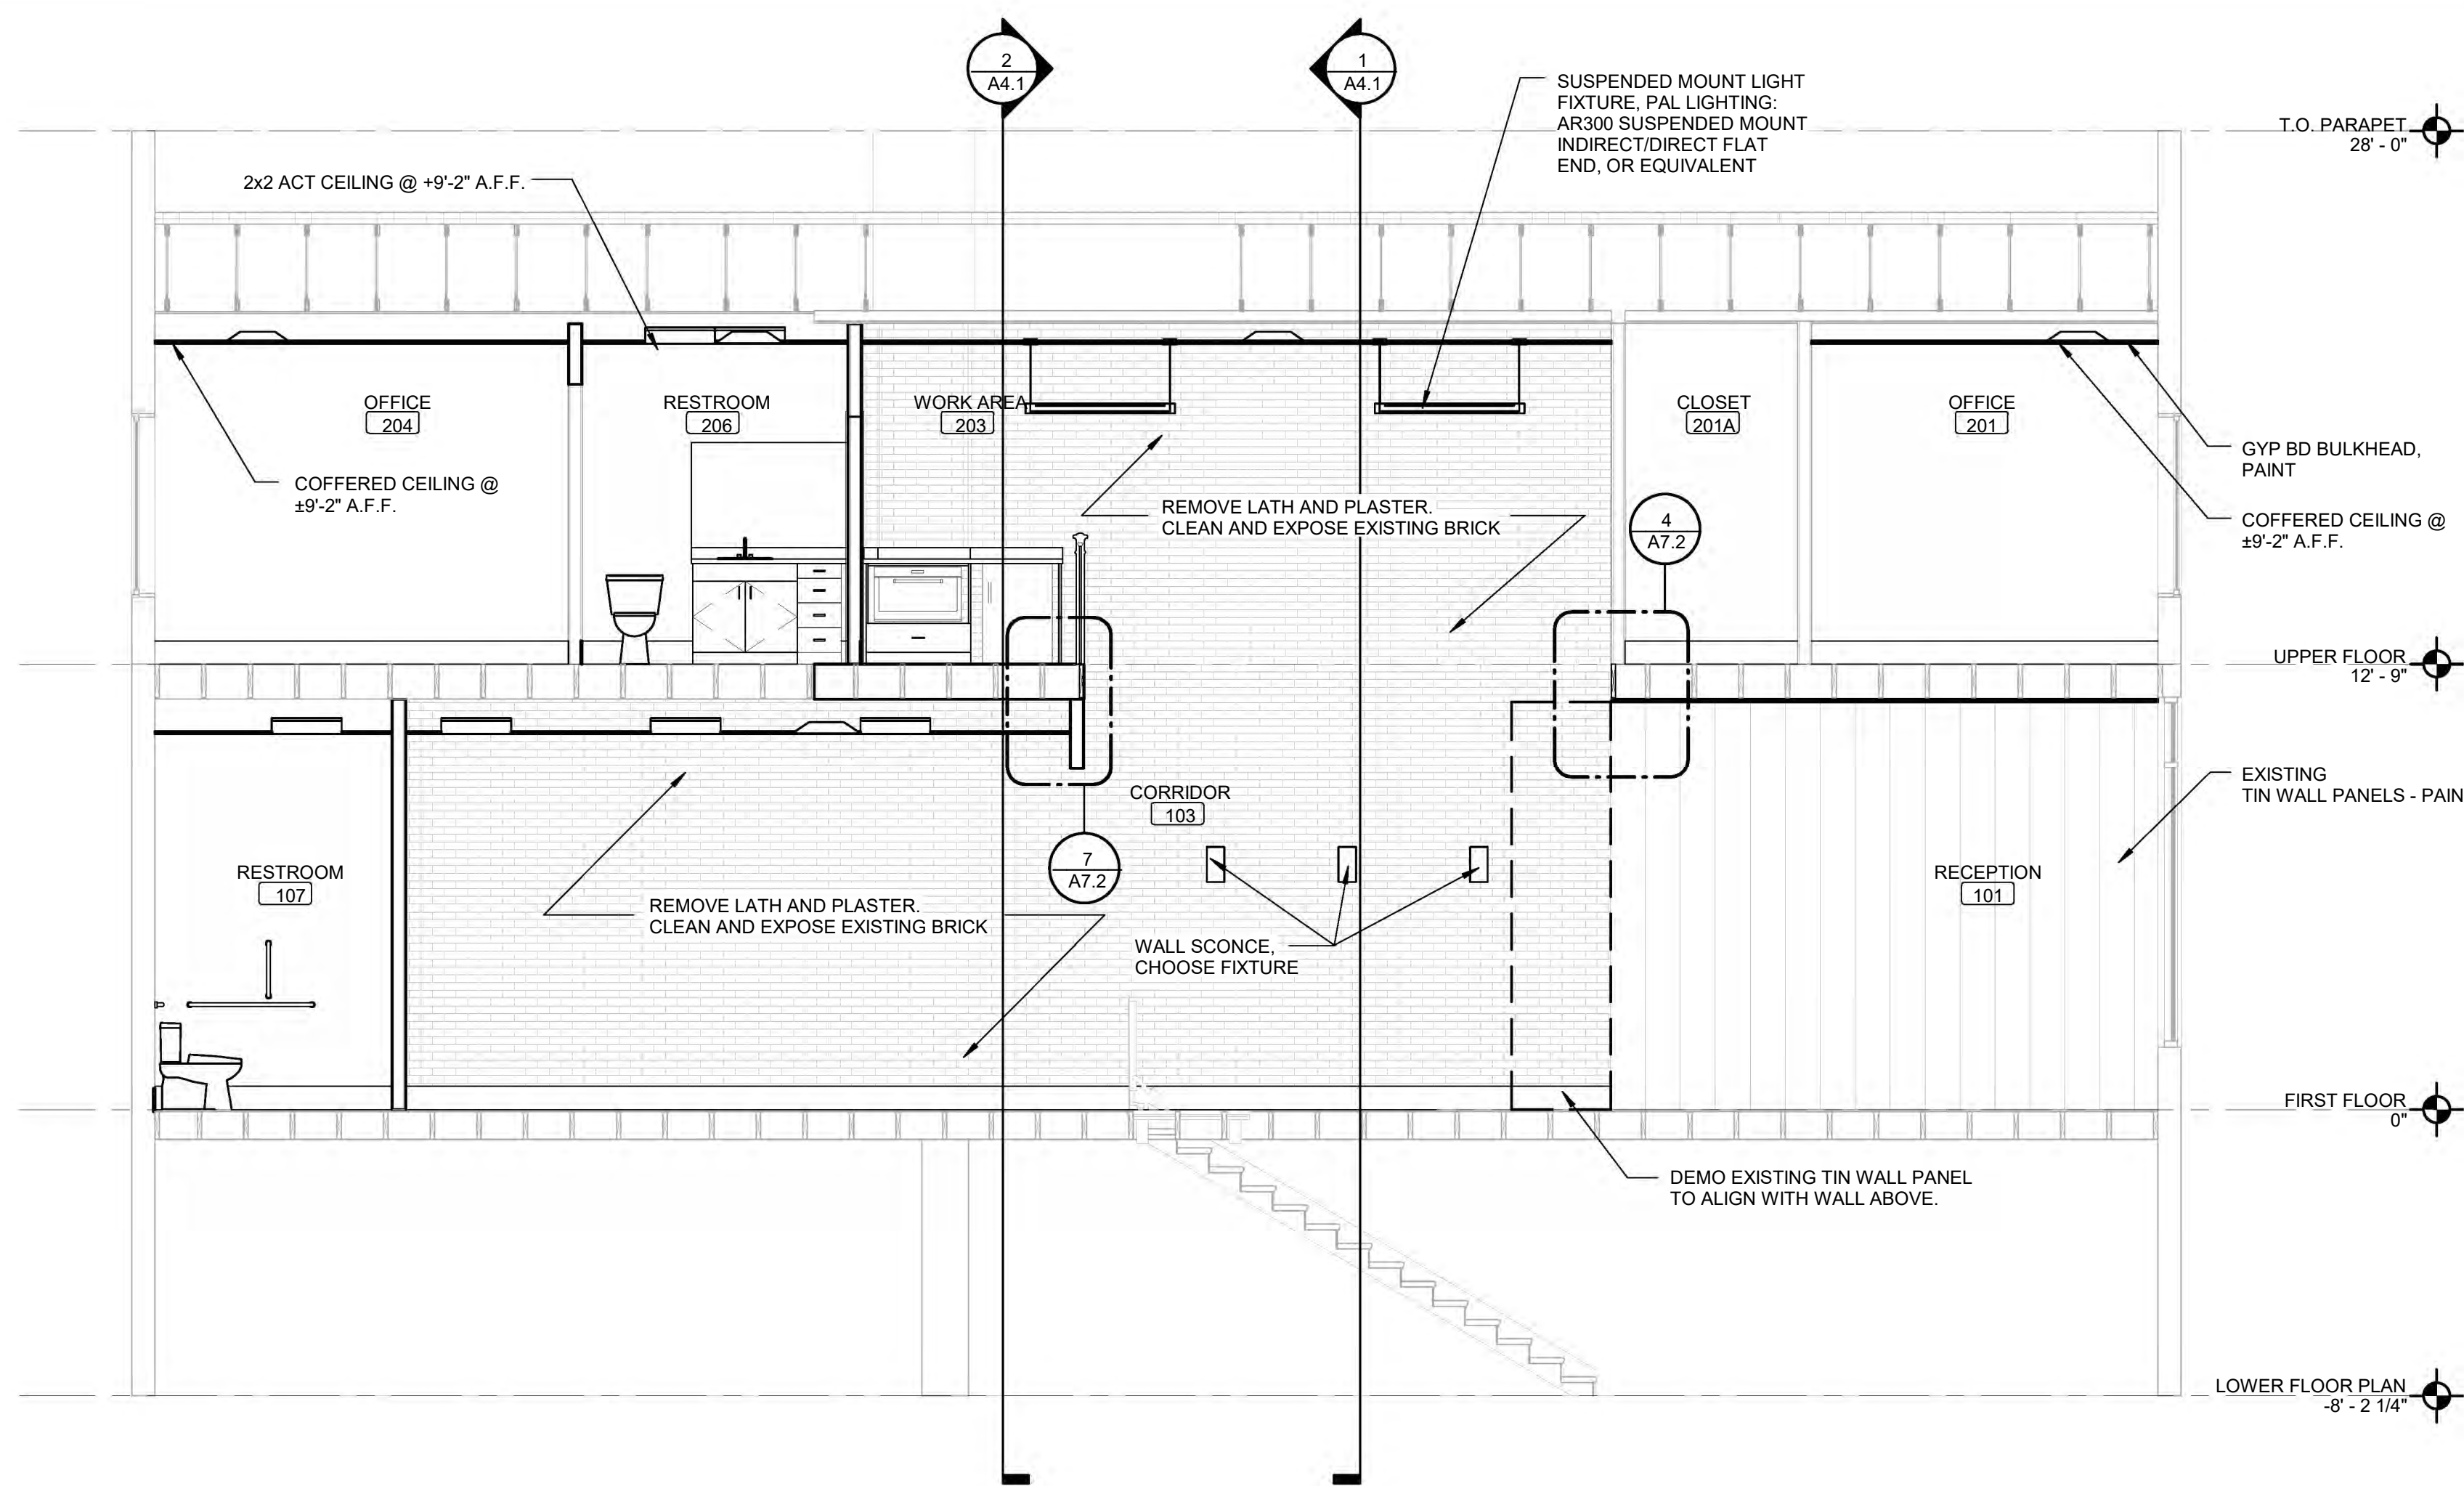 2
A4.1
1
A4.1
SUSPENDED MOUNT LIGHT
FIXTURE, PAL LIGHTING:
AR300 SUSPENDED MOUNT
INDIRECT/DIRECT FLAT
END, OR EQUIVALENT
T.O. PARAPET
28' - 0"
2x2 ACT CEILING @ +9'-2" A.F.F.
OFFICE
204
RESTROOM
206
WORK AREA
203
CLOSET
201A
OFFICE
201
GYP BD BULKHEAD,
PAINT
COFFERED CEILING @
±9'-2" A.F.F.
REMOVE LATH AND PLASTER.
CLEAN AND EXPOSE EXISTING BRICK
4
A7.2
COFFERED CEILING @
±9'-2" A.F.F.
UPPER FLOOR
12' - 9"
EXISTING
TIN WALL PANELS - PAIN
CORRIDOR
103
7
A7.2
RESTROOM
107
RECEPTION
101
REMOVE LATH AND PLASTER.
CLEAN AND EXPOSE EXISTING BRICK
WALL SCONCE,
CHOOSE FIXTURE
FIRST FLOOR
0"
DEMO EXISTING TIN WALL PANEL
TO ALIGN WITH WALL ABOVE.
LOWER FLOOR PLAN
-8' - 2 1/4"